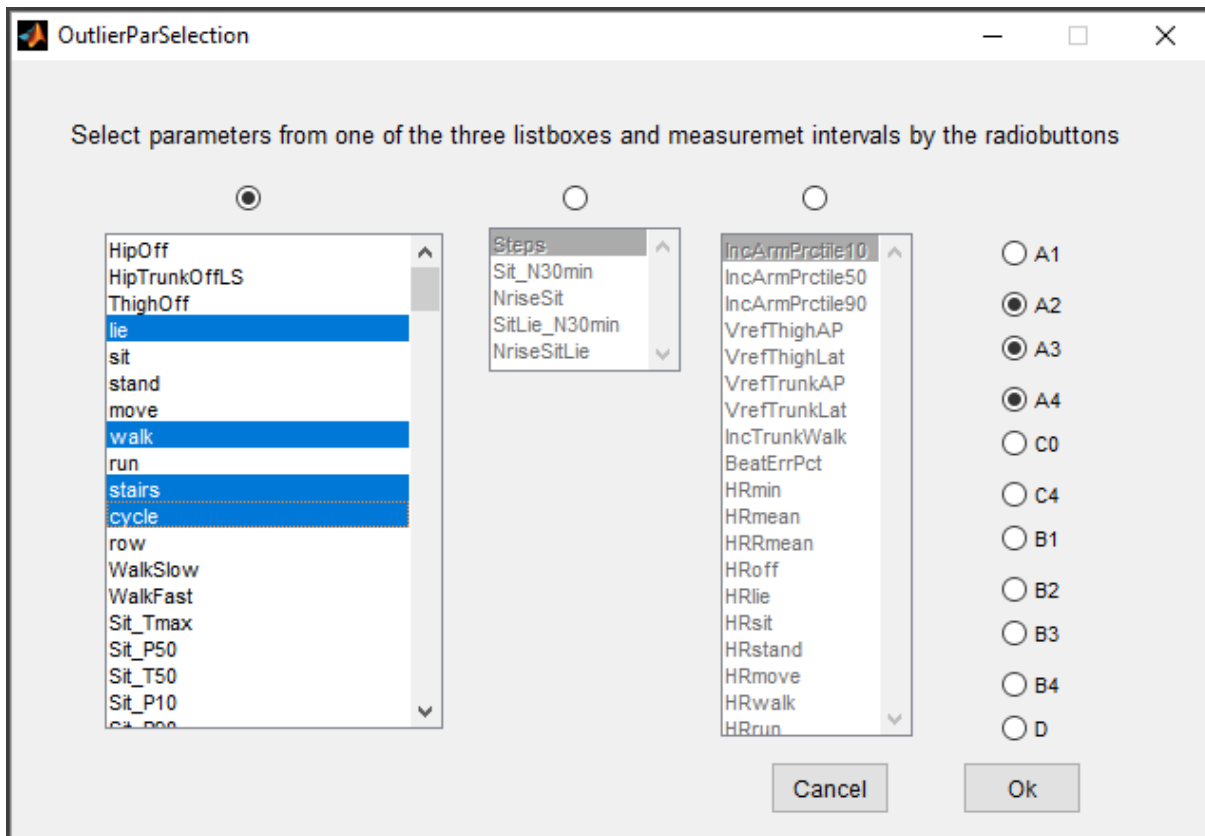 OutlierParSelection
Select parameters from one of the three listboxes and measuremet intervals by the radiobuttons
HipOff
HipTrunkOffLS
ThighOff
lie
sit
stand
move
walk
run
stairs
cycle
row
WalkSlow
WalkFast
Sit_Tmax
Sit_P50
Sit_T50
Sit_P10
Sit_P90
Steps
Sit_N30min
NriseSit
SitLie_N30min
NriseSitLie
IncArmPrctile10
IncArmPrctile50
IncArmPrctile90
VrefThighAP
VrefThighLat
VrefTrunkAP
VrefTrunkLat
IncTrunkWalk
BeatErrPct
HRmin
HRmean
HRRmean
HRoff
HRlie
HRsit
HRstand
HRmove
HRwalk
HRrun
A1
A2
A3
A4
C0
C4
B1
B2
B3
B4
D
Cancel
Ok